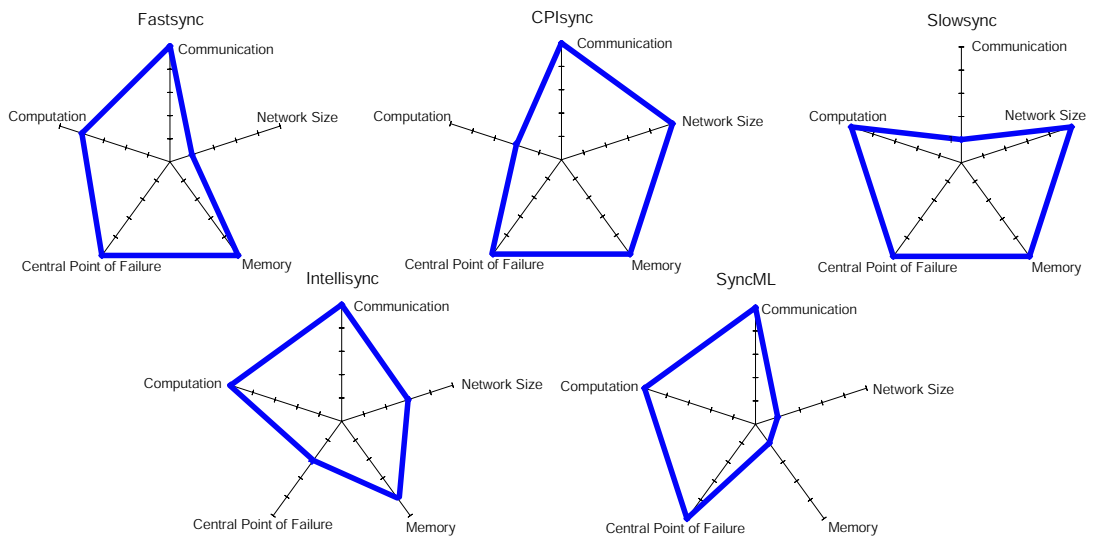 Fastsync
Communication
Computation
Network Size
Central Point of Failure
Memory
CPIsync
Communication
Computation
Network Size
Central Point of Failure
Memory
Slowsync
Communication
Computation
Network Size
Central Point of Failure
Memory
Intellisync
Communication
Computation
Network Size
Central Point of Failure
Memory
SyncML
Communication
Computation
Network Size
Central Point of Failure
Memory